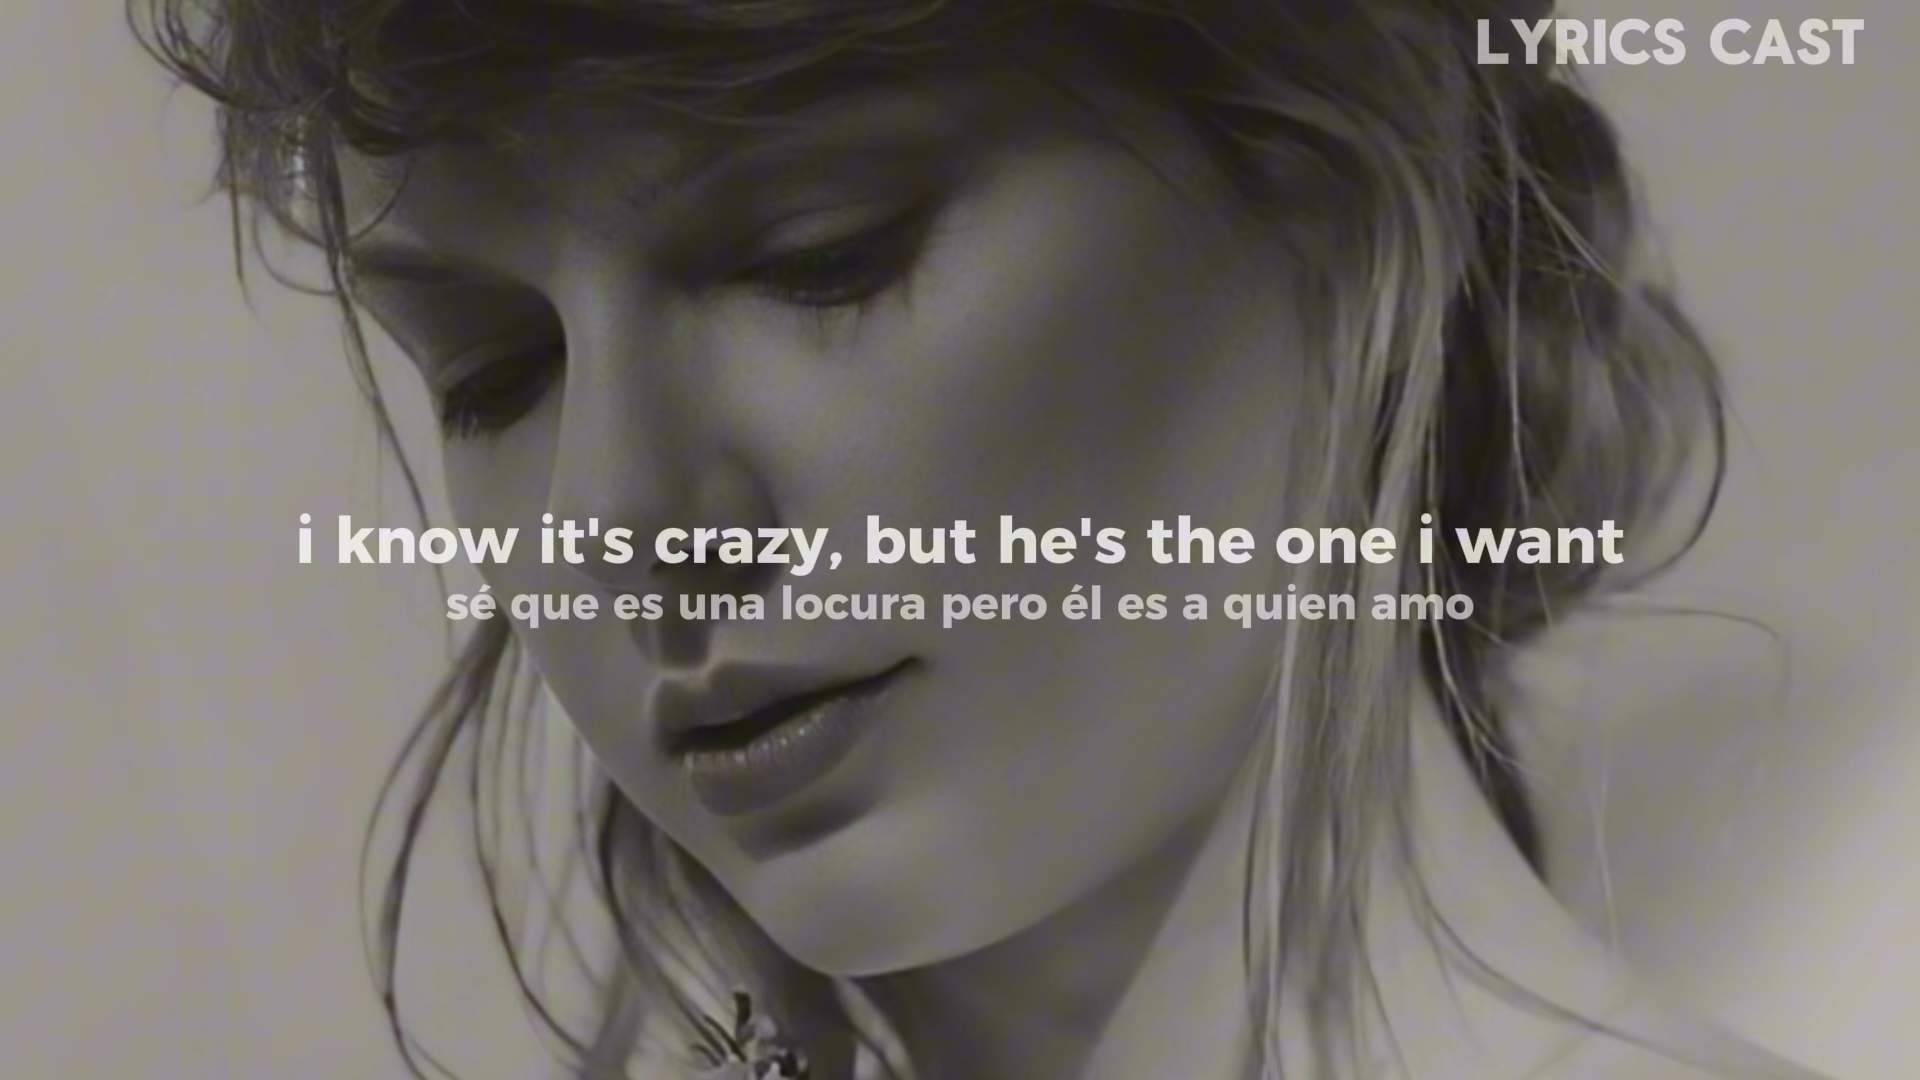 LYRICS CAST
i know it's crazy, but he's the one i want
sé que es una locura pero él es a quien amo